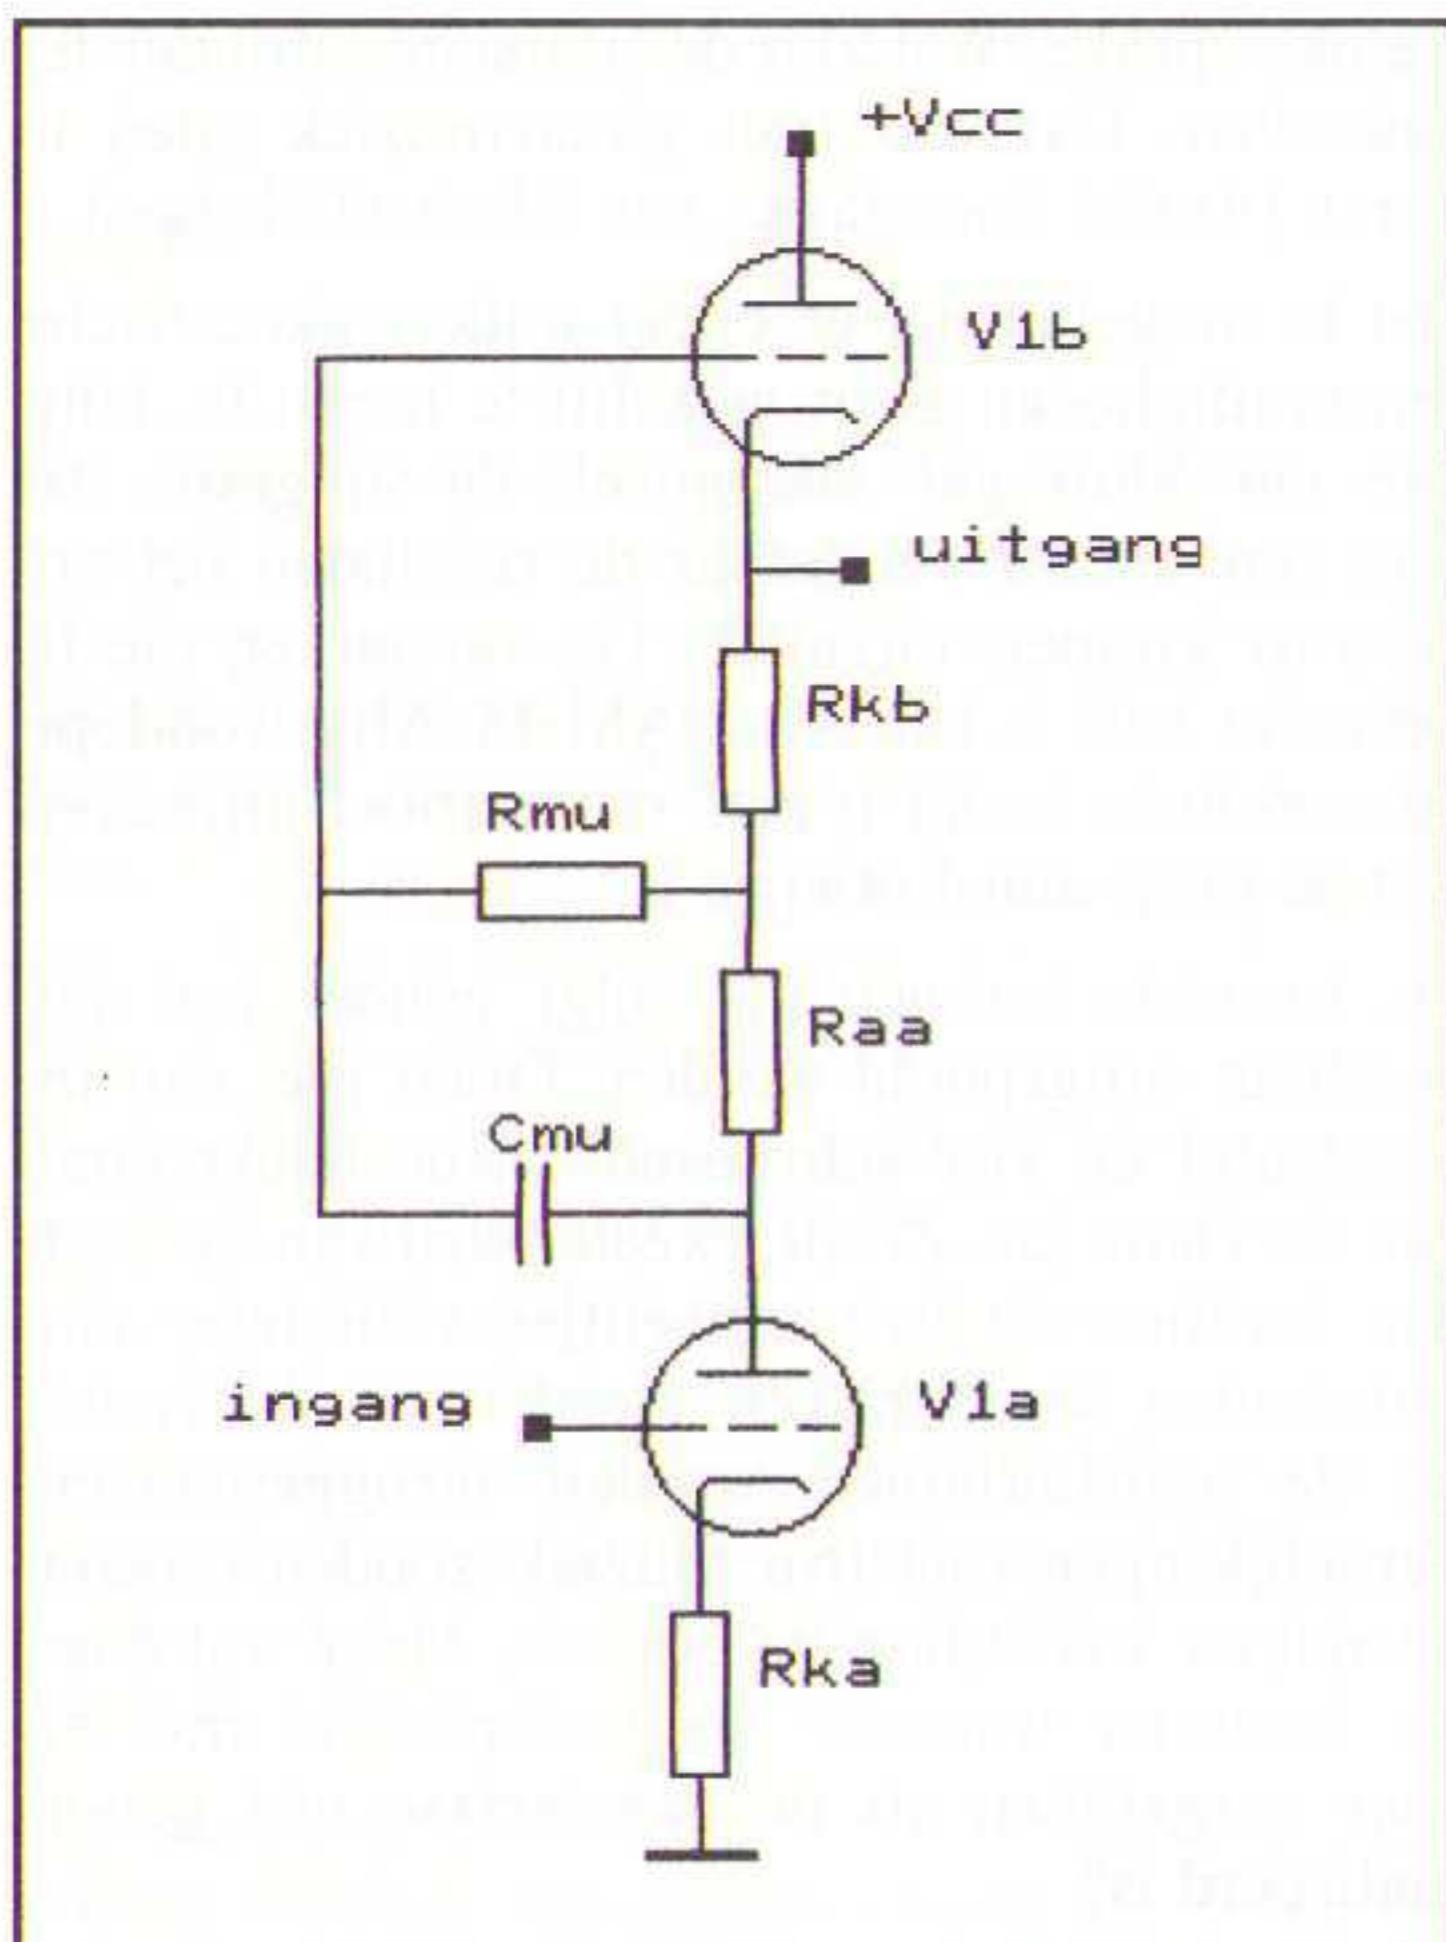 +Vcc
V1b
uitgang
Rkb
Rmu
Raa
Cmu
ingang
V1a
Rka